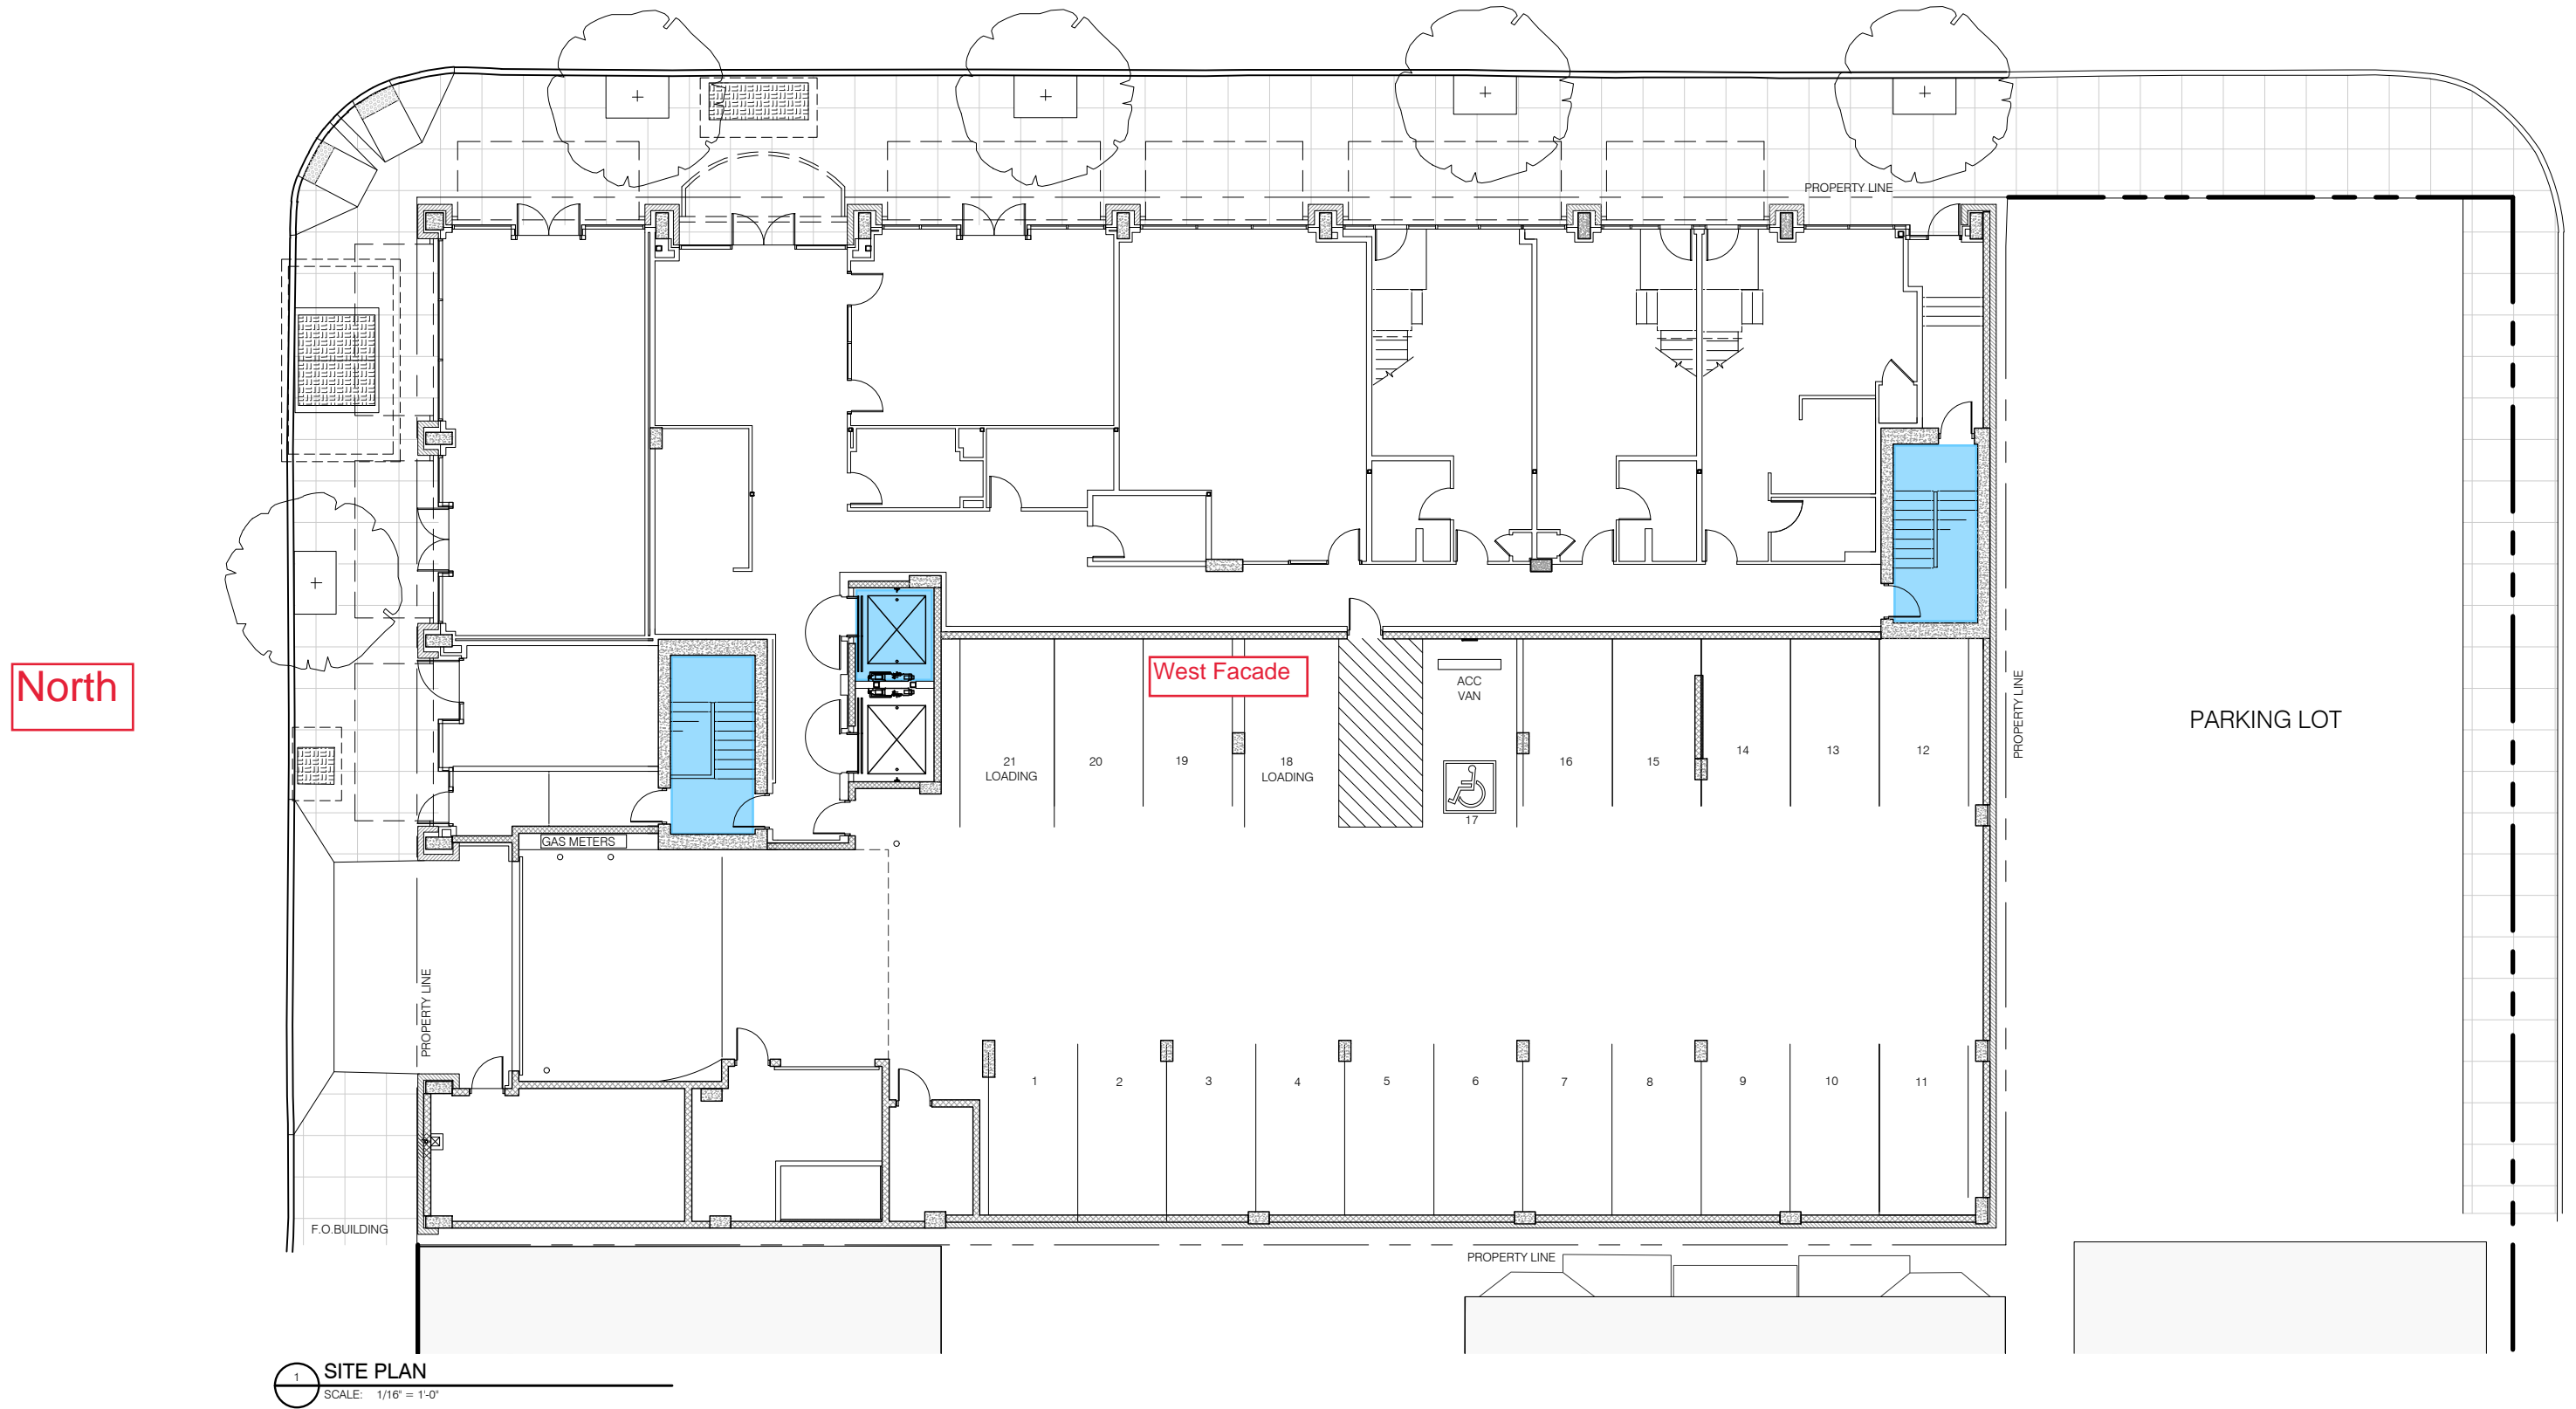 PROPERTY LINE
North
West Facade
ACC
VAN
PROPERTY LINE
PARKING LOT
21
LOADING
20
19
18
LOADING
17
16
15
14
13
12
GAS METERS
PROPERTY LINE
1
2
3
4
5
6
7
8
9
10
11
F.O.BUILDING
PROPERTY LINE
1
SITE PLAN
SCALE: 1/16" = 1'-0"